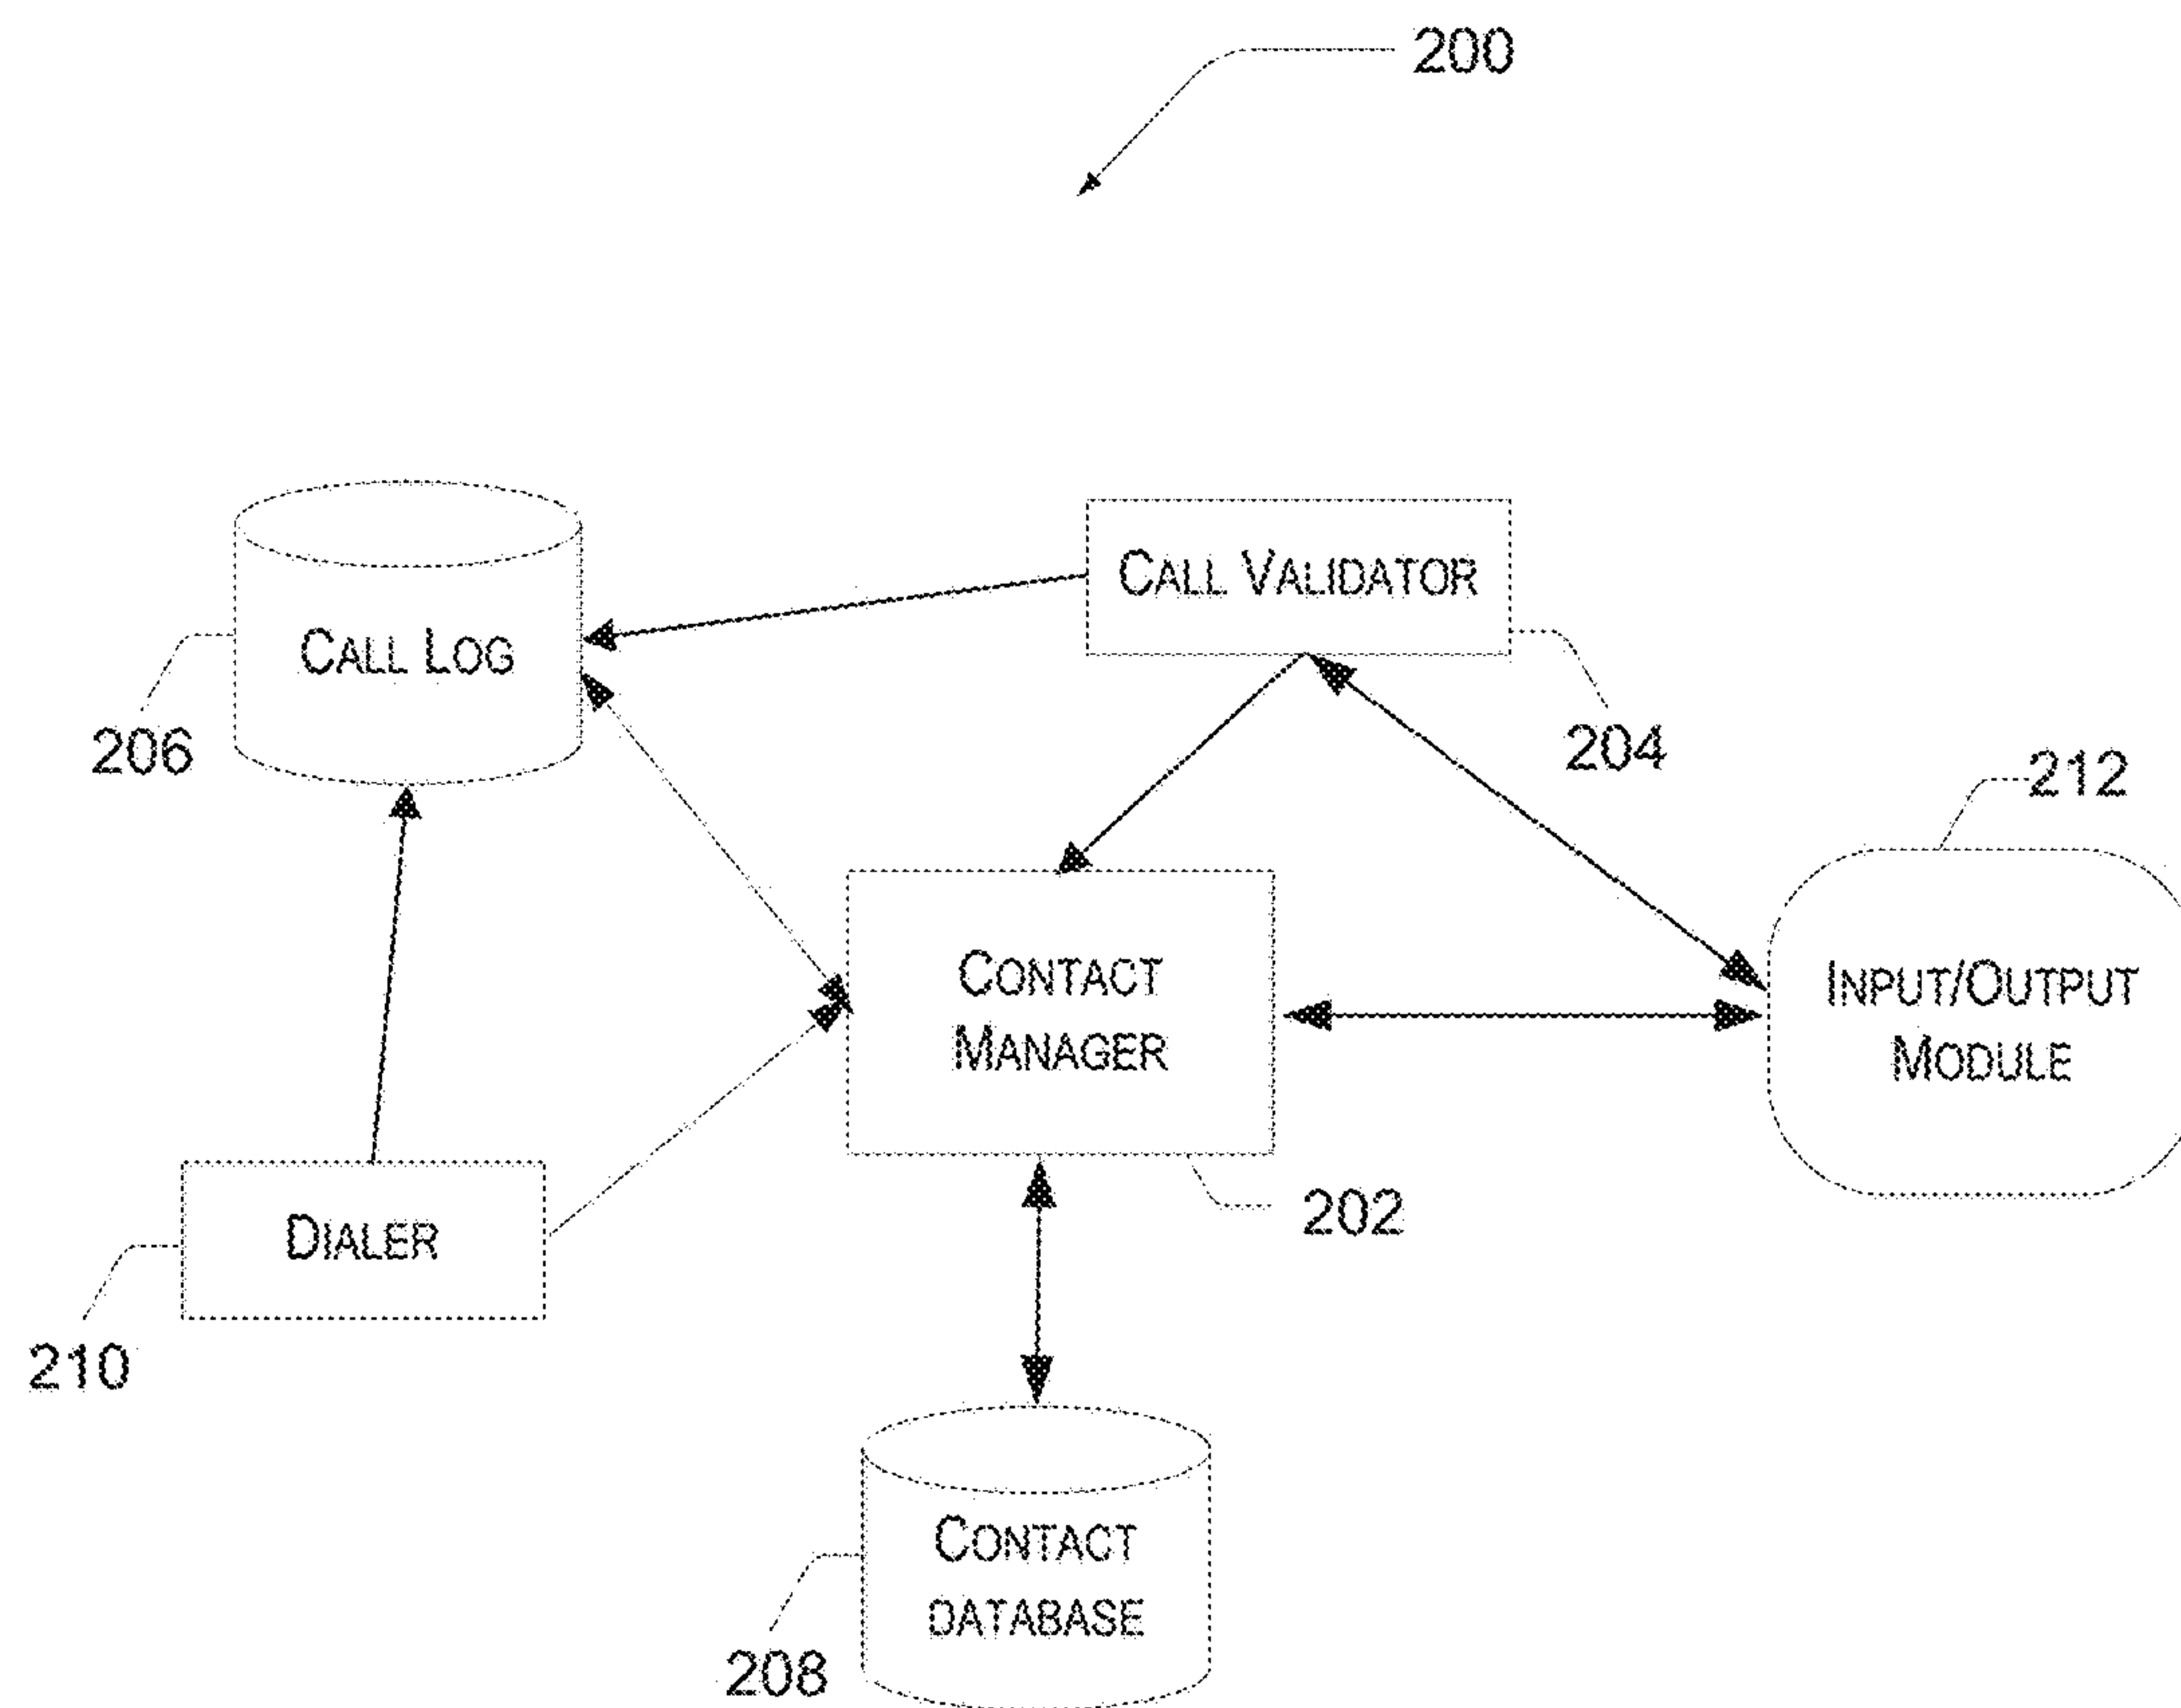 200
CALL VALIDATOR
CALL LOG
206
204
212
CONTACT
MANAGER
INPUT/OUTPUT
MODULE
202
DIALER
210
CONTACT
DATABASE
208